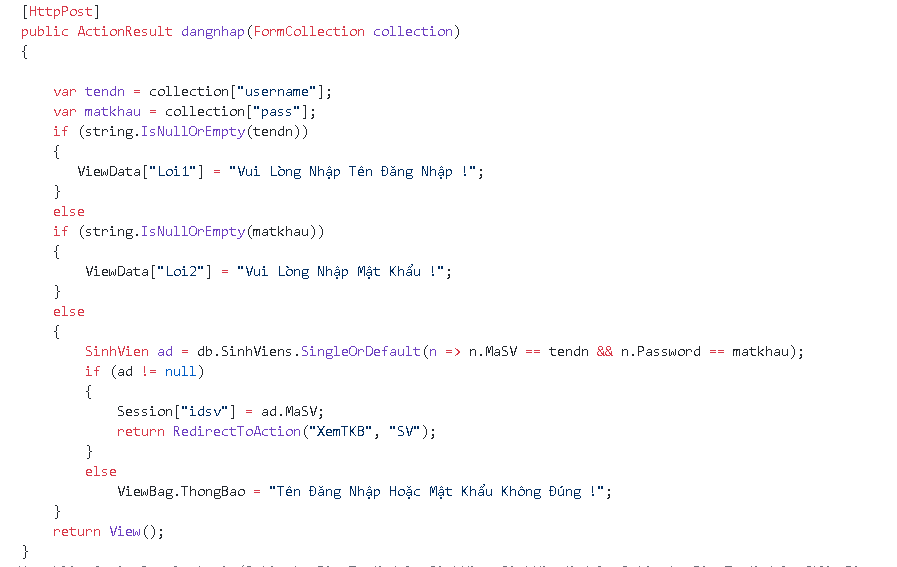 [HttpPost]
public ActionResult dangnhap(FormCollection collection)
{
var tendn = collection["username"];
var matkhau = collection["pass"];
if (string.IsNullOrEmpty(tendn))
{
ViewData["Loi1"] = "Vui Lòng Nhập Tên Đăng Nhập !";
}
else
if (string.IsNullOrEmpty(matkhau))
{
ViewData["Loi2"] = "Vui Lòng Nhập Mật Khẩu !";
}
else
{
SinhVien ad = db.SinhViens.SingleOrDefault(n => n.MaSV == tendn && n.Password == matkhau);
if (ad != null)
{
Session["idsv"] = ad.MaSV;
return RedirectToAction("XemTKB", "SV");
}
else
ViewBag.ThongBao = "Tên Đăng Nhập Hoặc Mật Khẩu Không Đúng !";
}
return View();
}